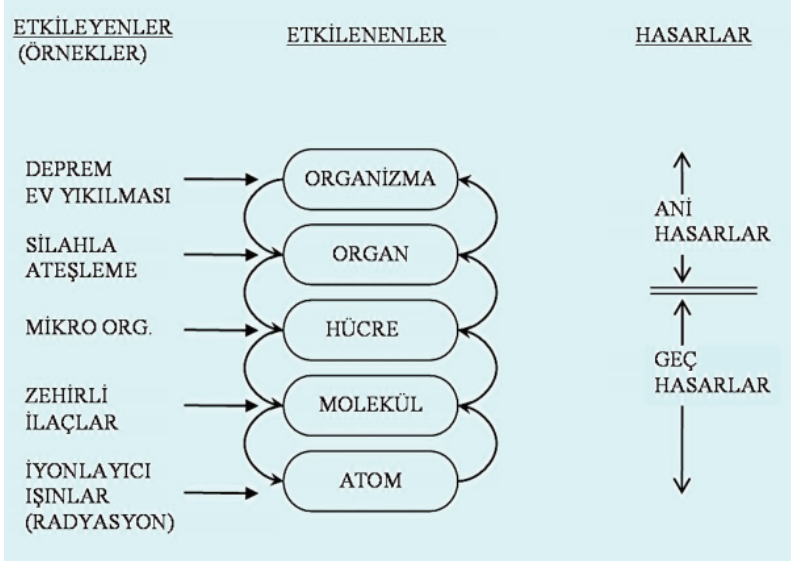 ETKİLEYENLER
(ÖRNEKLER)
ETKİLENENLER
HASARLAR
DEPREM
EV YIKILMASI
ORGANİZMA
SİLAHLA
ATEŞLEME
ORGAN
ANİ
HASARLAR
MİKRO ORG.
HÜCRE
GEÇ
HASARLAR
ZEHİRLİ
İLAÇLAR
MOLEKÜL
İYONLAYICI
IŞINLAR
(RADYASYON)
ATOM